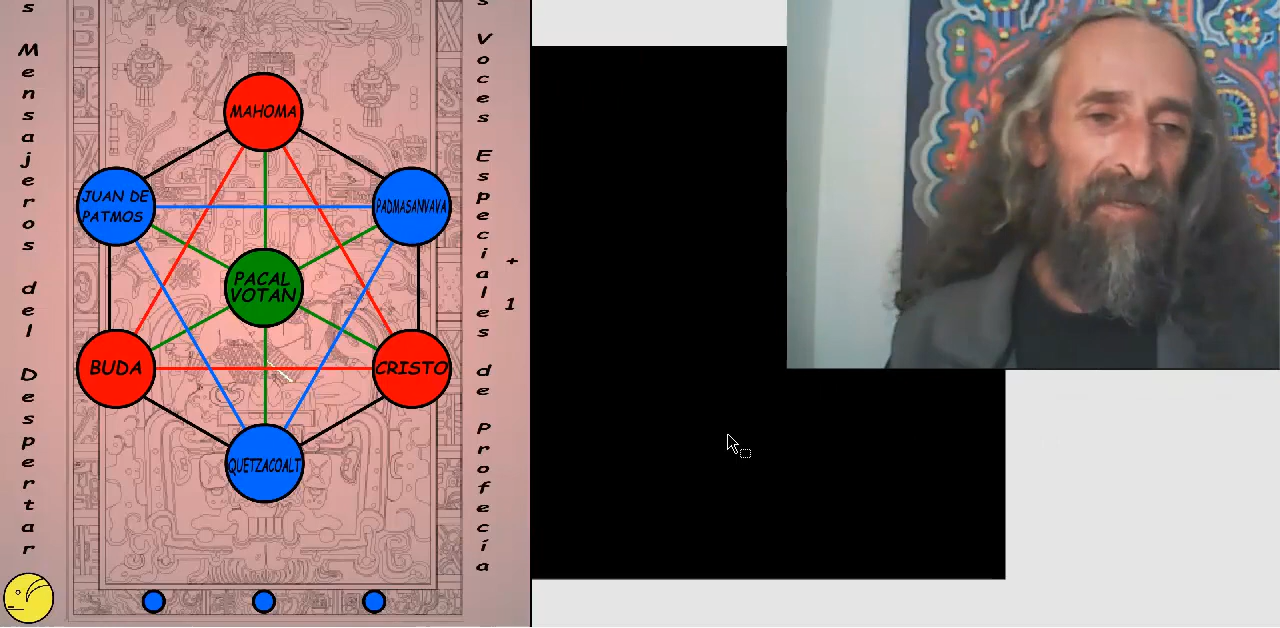 s Mensajeros del Despertar
MAHOMA
JUAN DE
PATMOS
PADMASANVAVA
PACAL
VOTAN
BUDA
CRISTO
QUETZACOALT
s Voces Especiales de Profecía
+ 1